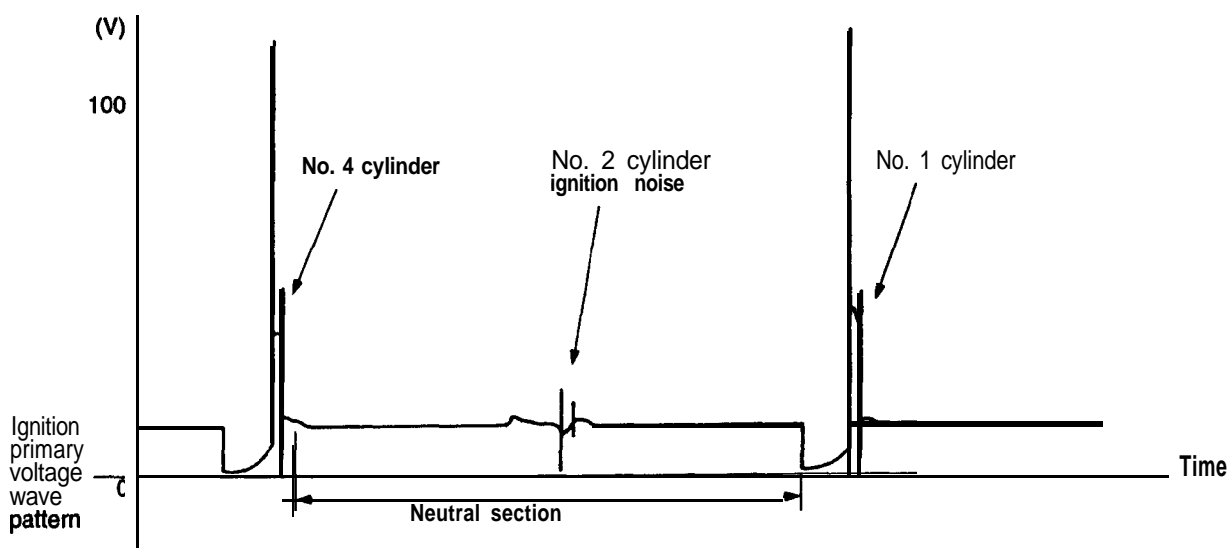 (V)
100
No. 4 cylinder
No. 2 cylinder
ignition noise
No. 1 cylinder
Ignition
primary
voltage
wave
pattern
0
Time
Neutral section